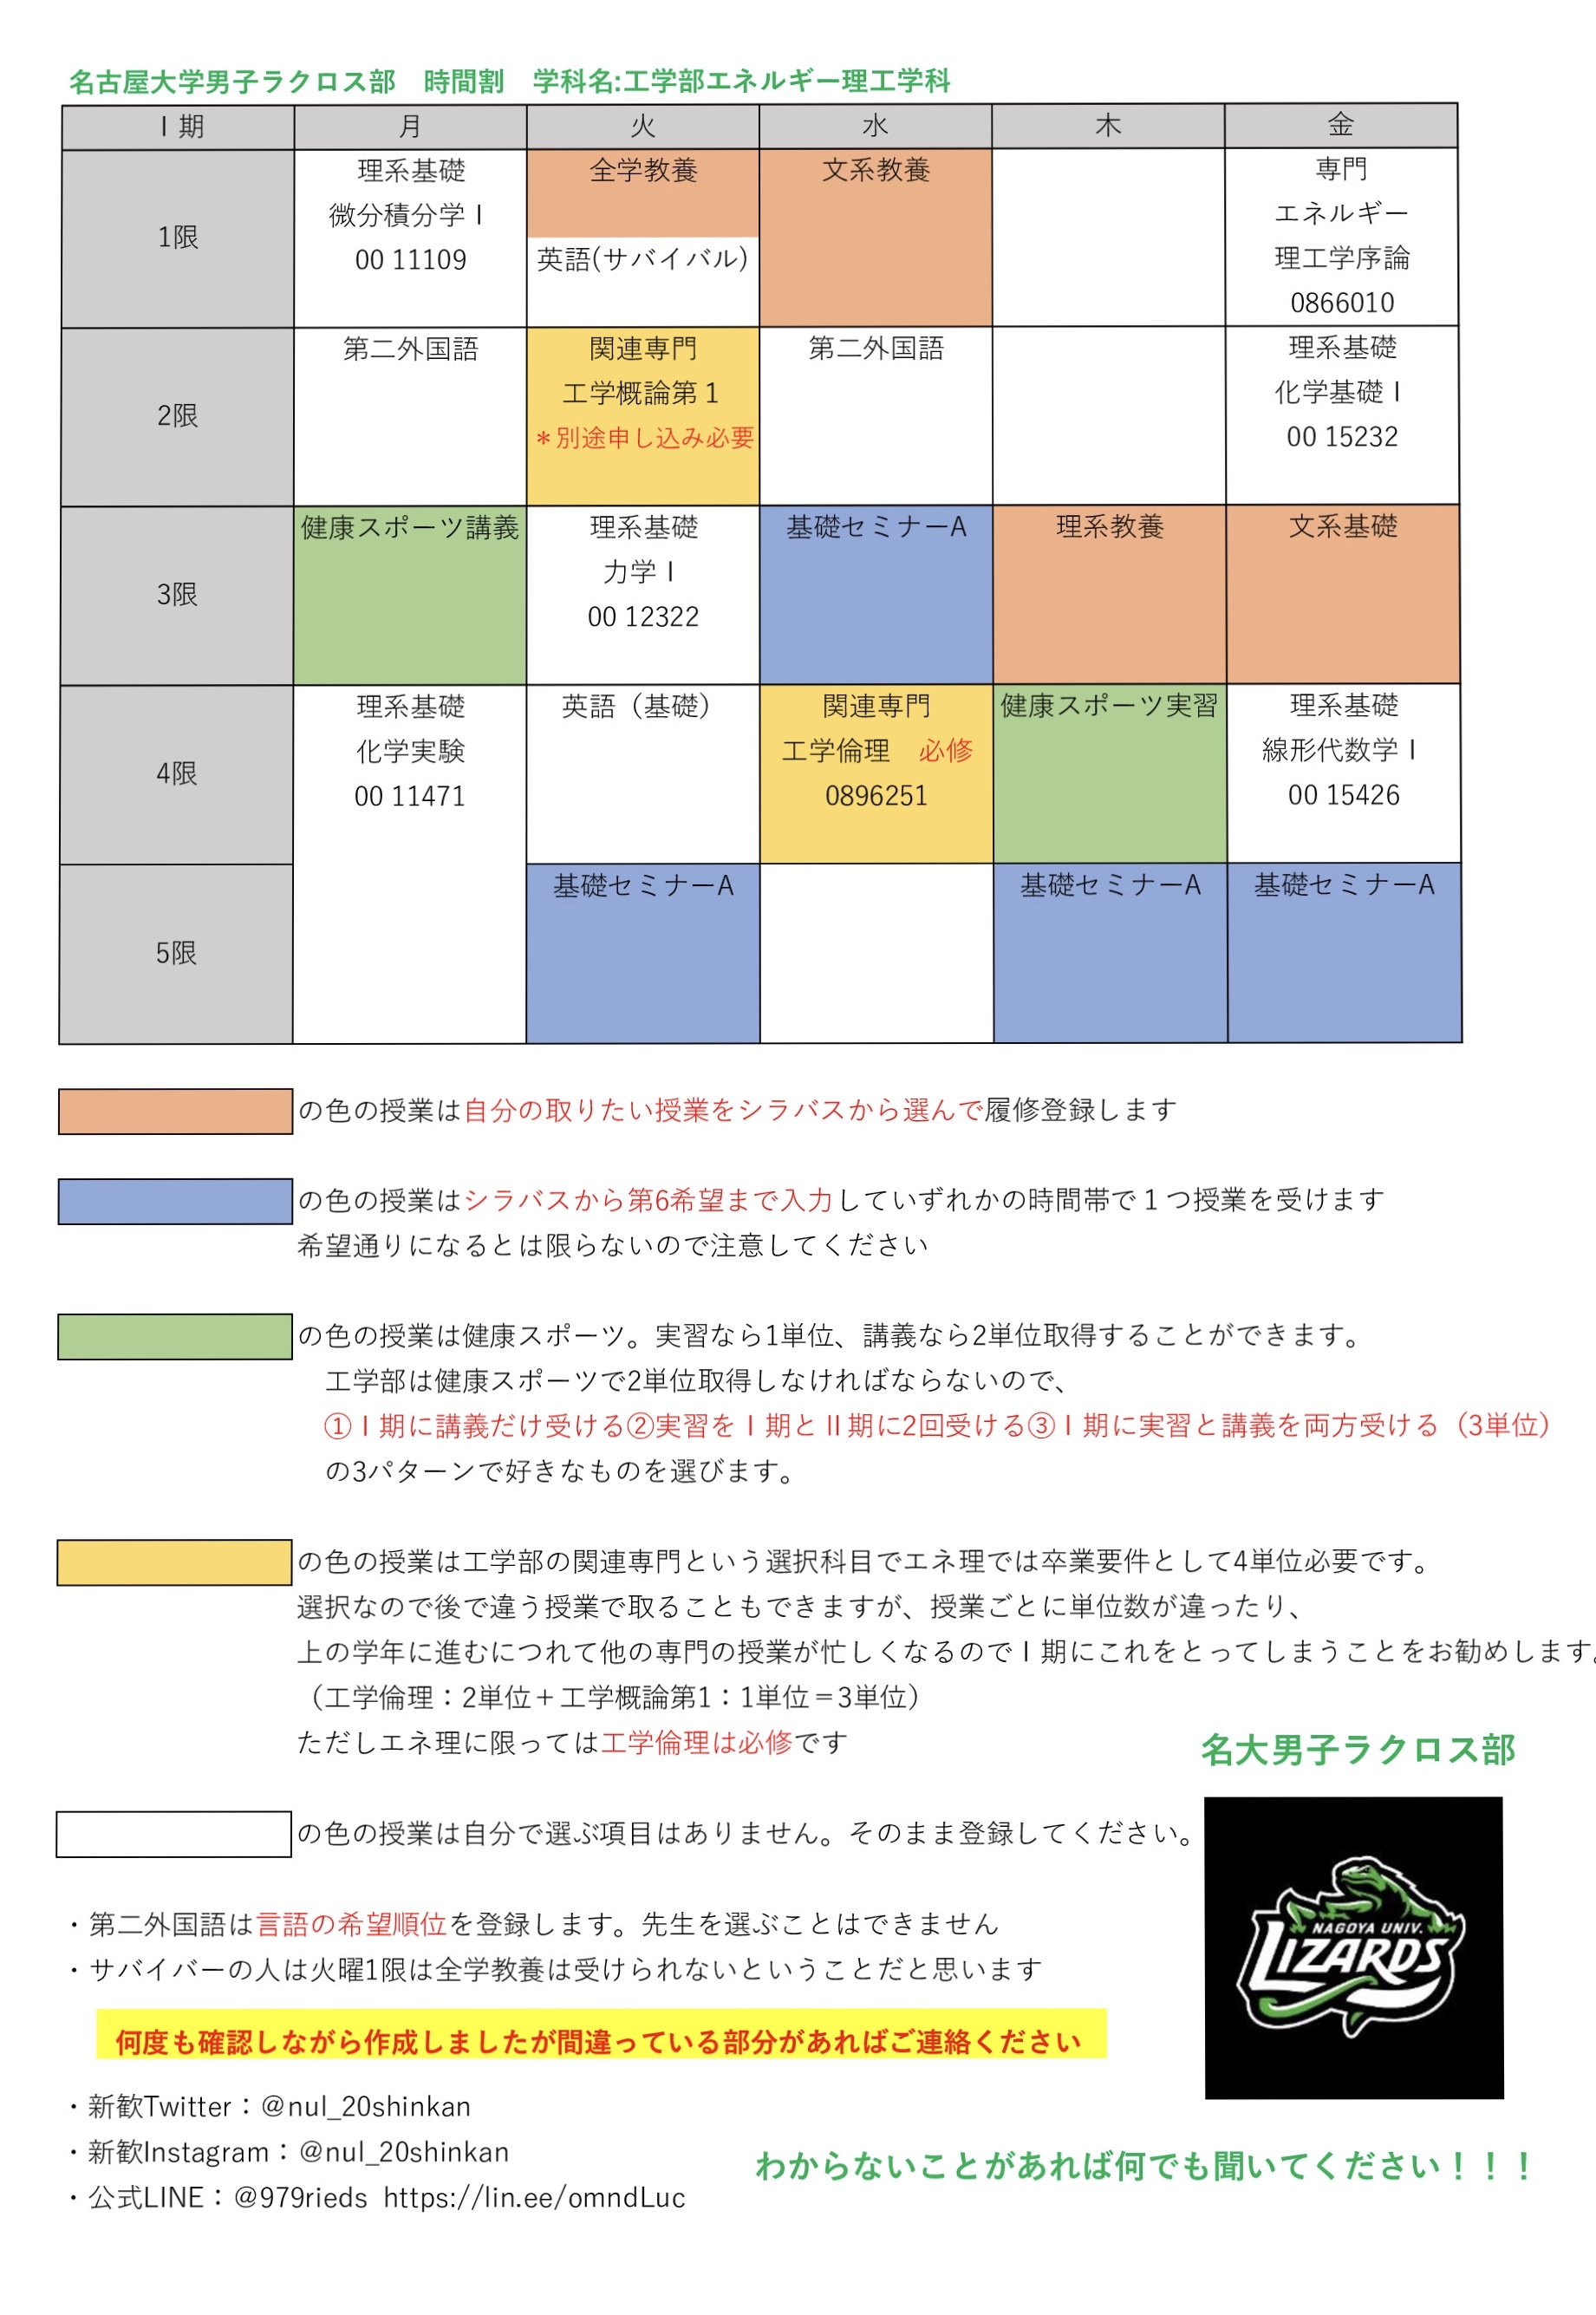 名古屋大学男子ラクロス部　時間割　学科名:工学部エネルギー理工学科
Ⅰ期 月 火 水 木 金
1限
理系基礎
微分積分学Ⅰ
00 11109
全学教養
英語(サバイバル)
文系教養
専門
エネルギー
理工学序論
0866010
2限
第二外国語
関連専門
工学概論第１
＊別途申し込み必要
第二外国語
理系基礎
化学基礎Ⅰ
00 15232
3限
健康スポーツ講義
理系基礎
力学Ⅰ
00 12322
基礎セミナーA
理系教養
文系基礎
4限
理系基礎
化学実験
00 11471
英語（基礎）
関連専門
工学倫理　必修
0896251
健康スポーツ実習
理系基礎
線形代数学Ⅰ
00 15426
5限
基礎セミナーA
基礎セミナーA
基礎セミナーA
の色の授業は自分の取りたい授業をシラバスから選んで履修登録します
の色の授業はシラバスから第6希望まで入力していずれかの時間帯で１つ授業を受けます
希望通りになるとは限らないので注意してください
の色の授業は健康スポーツ。実習なら1単位、講義なら2単位取得することができます。
工学部は健康スポーツで2単位取得しなければならないので、
①Ⅰ期に講義だけ受ける②実習をⅠ期とⅡ期に2回受ける③Ⅰ期に実習と講義を両方受ける（3単位）
の3パターンで好きなものを選びます。
の色の授業は工学部の関連専門という選択科目でエネ理では卒業要件として4単位必要です。
選択なので後で違う授業で取ることもできますが、授業ごとに単位数が違ったり、
上の学年に進むにつれて他の専門の授業が忙しくなるのでⅠ期にこれをとってしまうことをお勧めします。
（工学倫理：2単位＋工学概論第1：1単位＝3単位）
ただしエネ理に限っては工学倫理は必修です
名大男子ラクロス部
の色の授業は自分で選ぶ項目はありません。そのまま登録してください。
NAGOYA UNIV.
LIZARDS
・第二外国語は言語の希望順位を登録します。先生を選ぶことはできません
・サバイバーの人は火曜1限は全学教養は受けられないということだと思います
何度も確認しながら作成しましたが間違っている部分があればご連絡ください
・新歓Twitter：@nul_20shinkan
・新歓Instagram：@nul_20shinkan
・公式LINE：@979rieds https://lin.ee/omndLuc
わからないことがあれば何でも聞いてください！！！